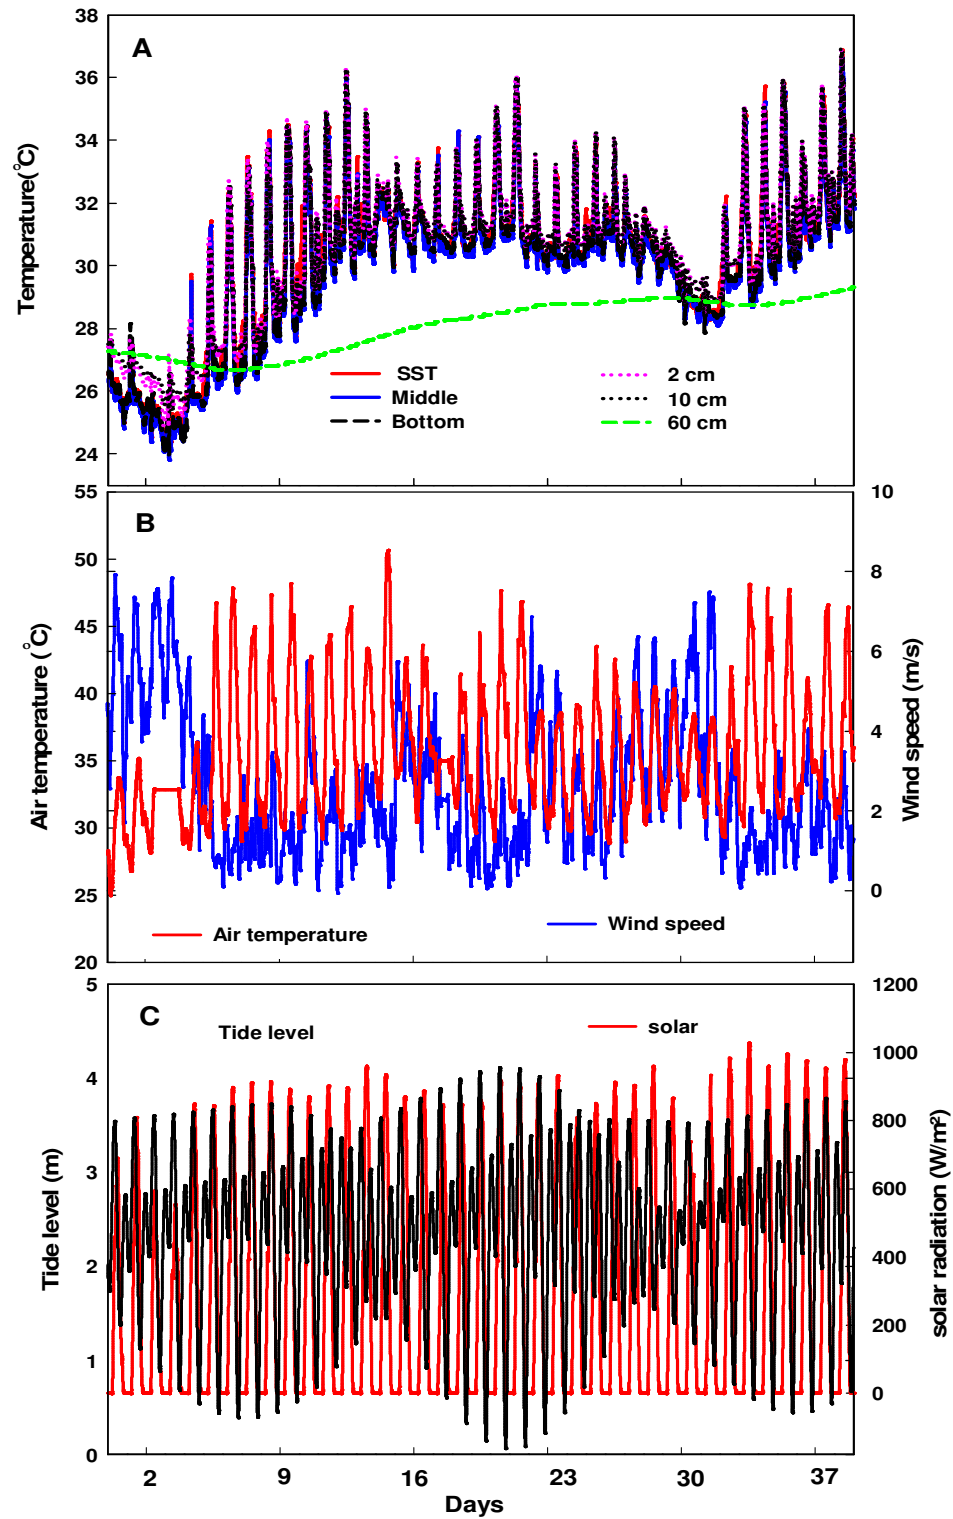 38
36
34
32
30
28
26
24
Temperature(°C)
A
SST
Middle
Bottom
2 cm
10 cm
60 cm
55
50
45
40
35
30
25
20
Air temperature (°C)
B
10
8
6
4
2
0
Wind speed (m/s)
Air temperature
Wind speed
5
4
3
2
1
0
Tide level (m)
C
Tide level
solar
1200
1000
800
600
400
200
0
solar radiation (W/m²)
2 9 16 23 30 37
Days